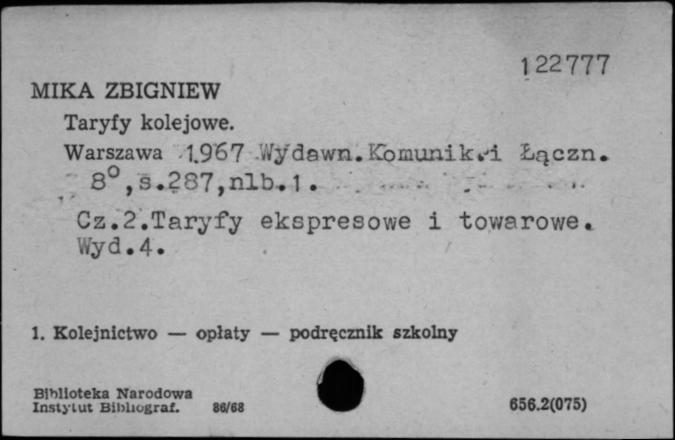 122777
MIKA ZBIGNIEW
Taryfy kolejowe.
Warszawa 1967 Wydawn.Komunik.i Łączn.
8°,s.287,nlb.1.
Cz.2.Taryfy ekspresowe i towarowe.
Wyd.4.
1. Kolejnictwo — opłaty — podręcznik szkolny
Biblioteka Narodowa
Instytut Bibliograf. 86/68
656.2(075)